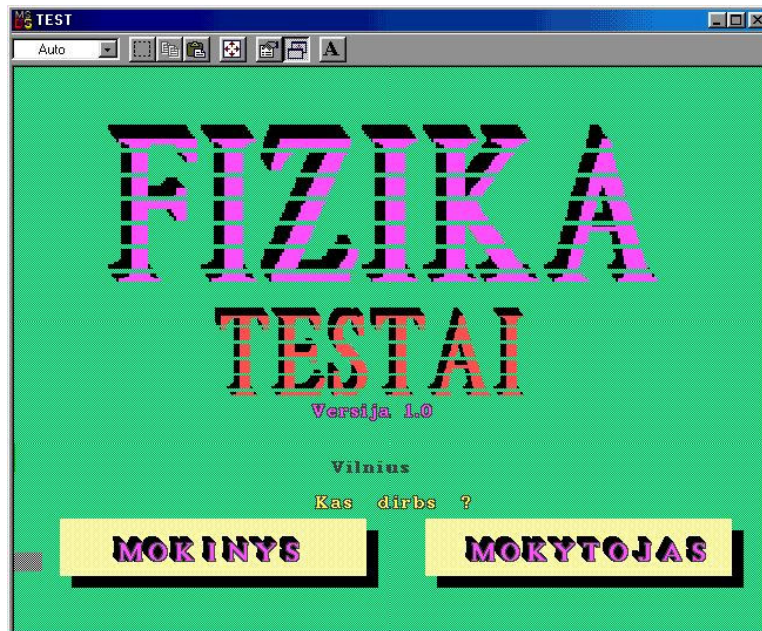 TEST
Auto
A
FIZIKA
TESTAI
Versija 1.0
Vilnius
Kas dirbs ?
MOKINYS
MOKYTOJAS